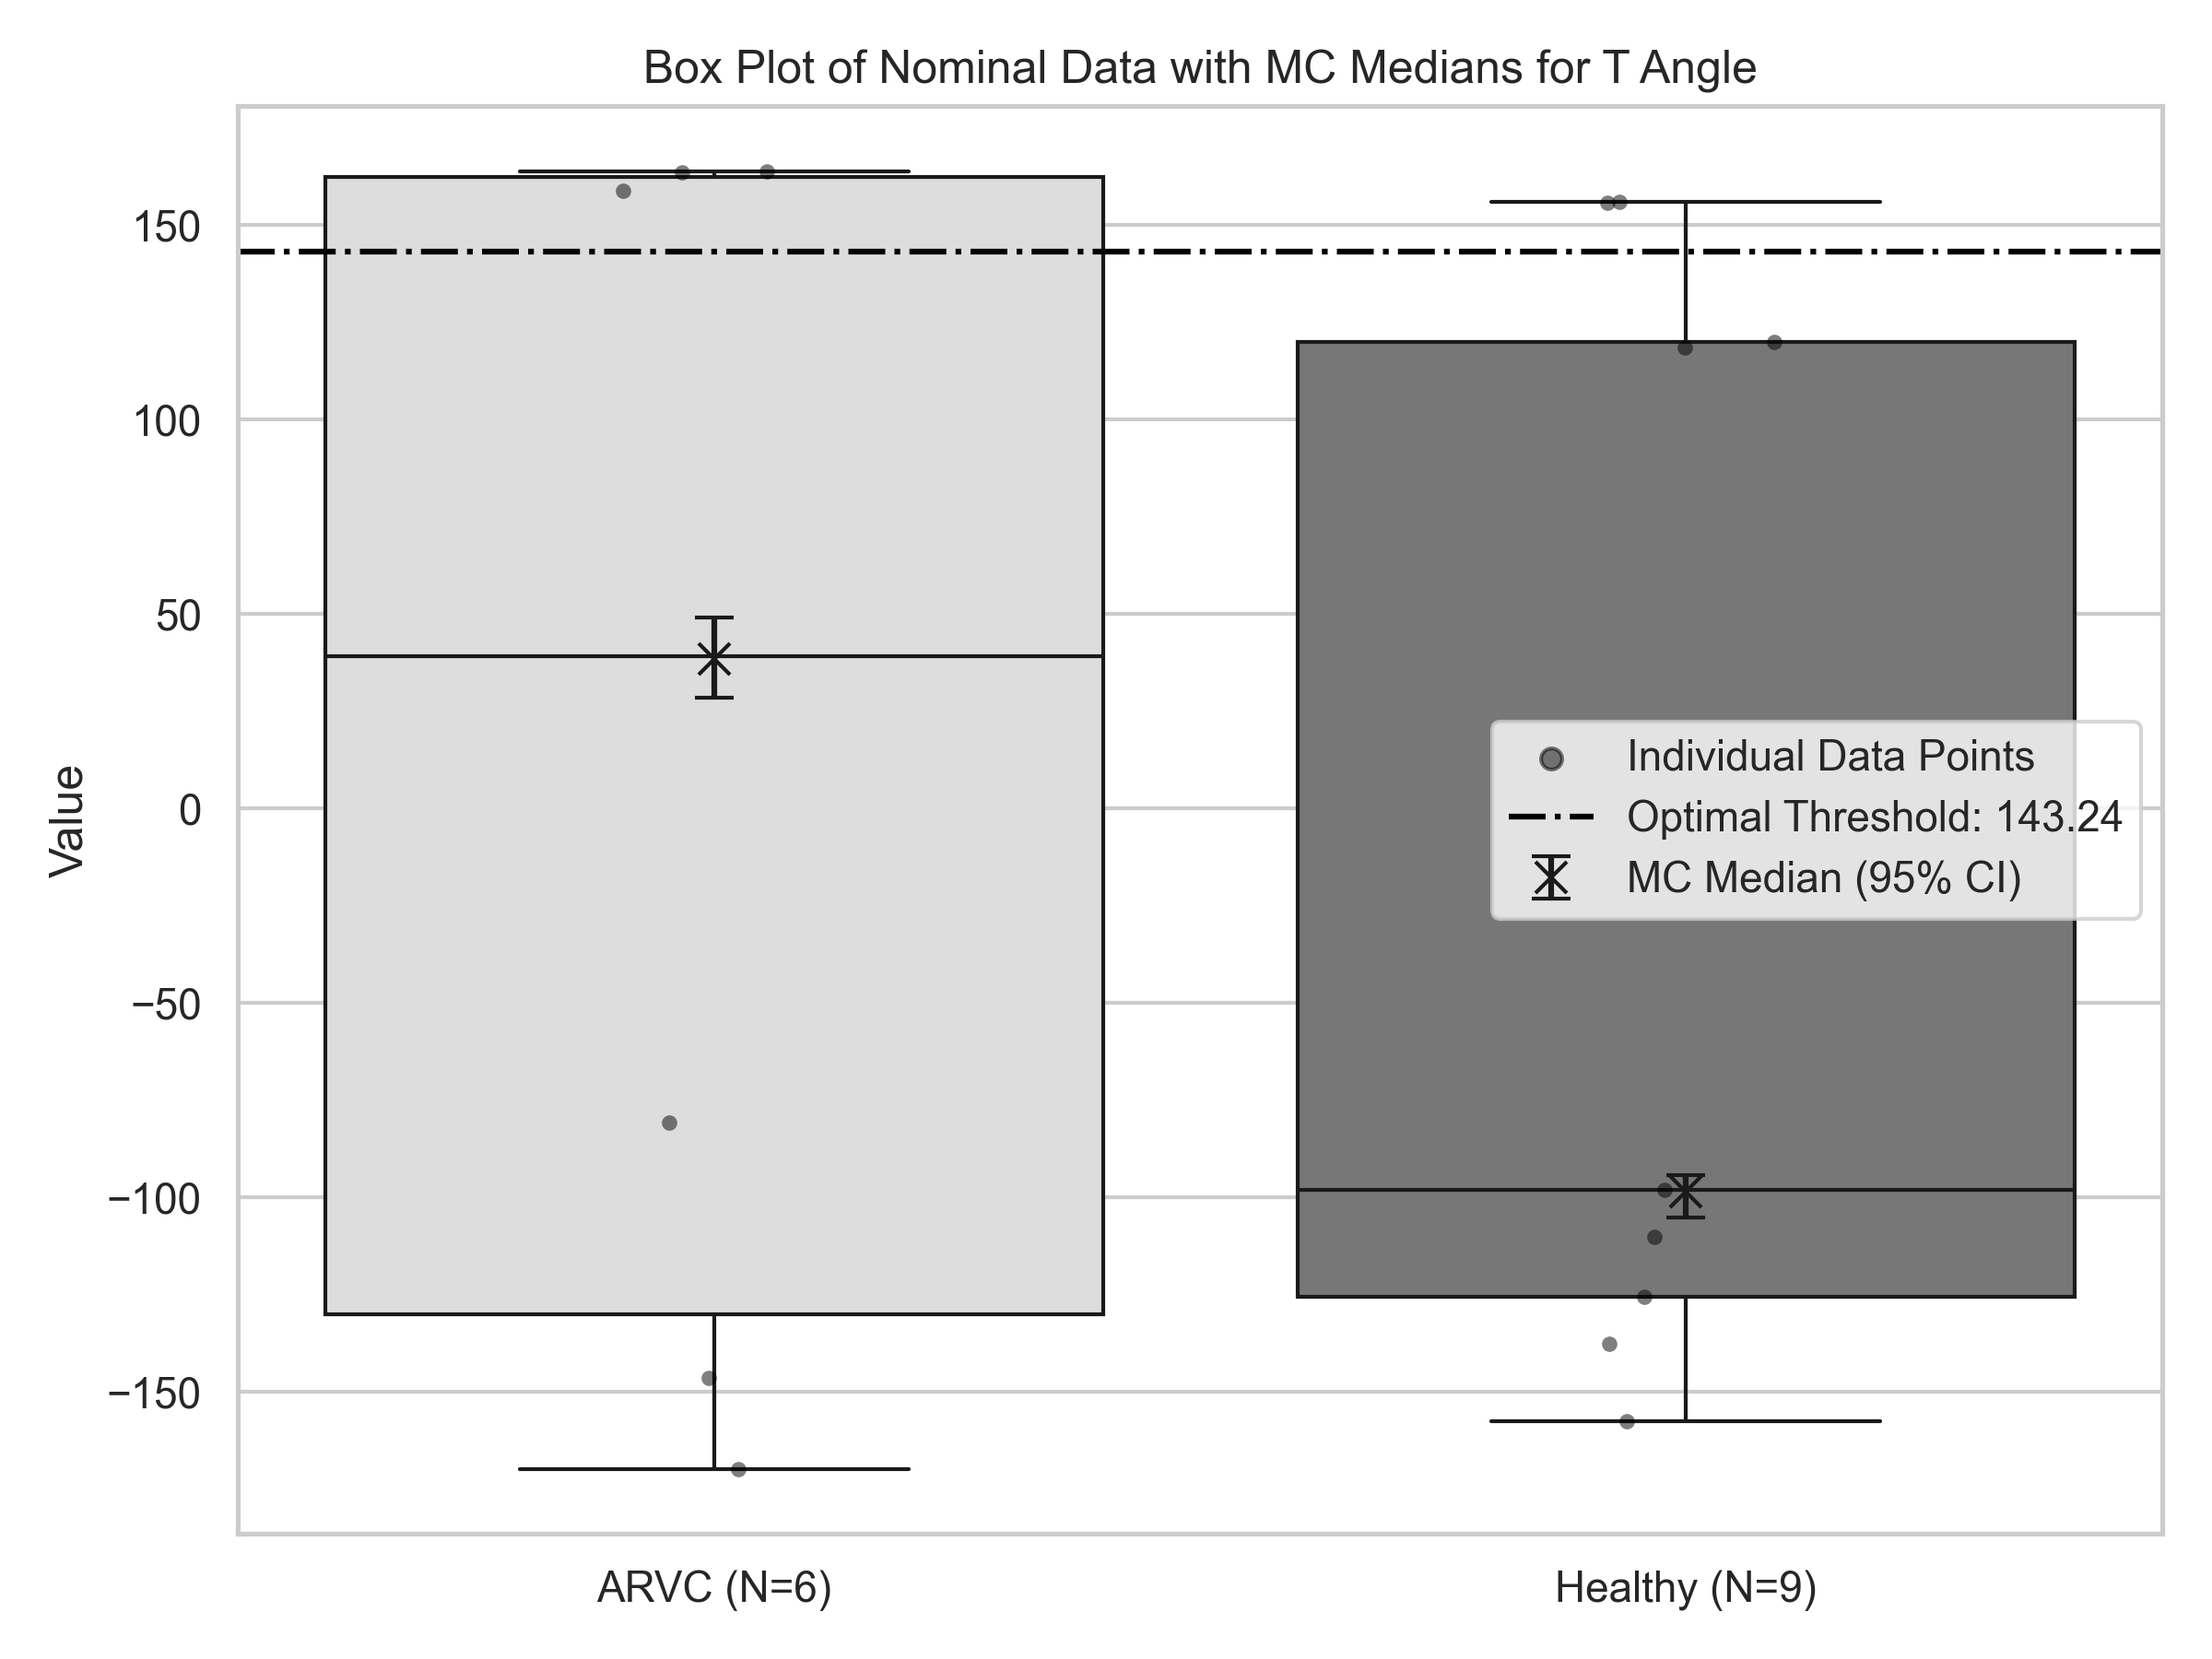 Box Plot of Nominal Data with MC Medians for T Angle
Value
150
100
50
0
−50
−100
−150
Individual Data Points
Optimal Threshold: 143.24
MC Median (95% CI)
ARVC (N=6)
Healthy (N=9)